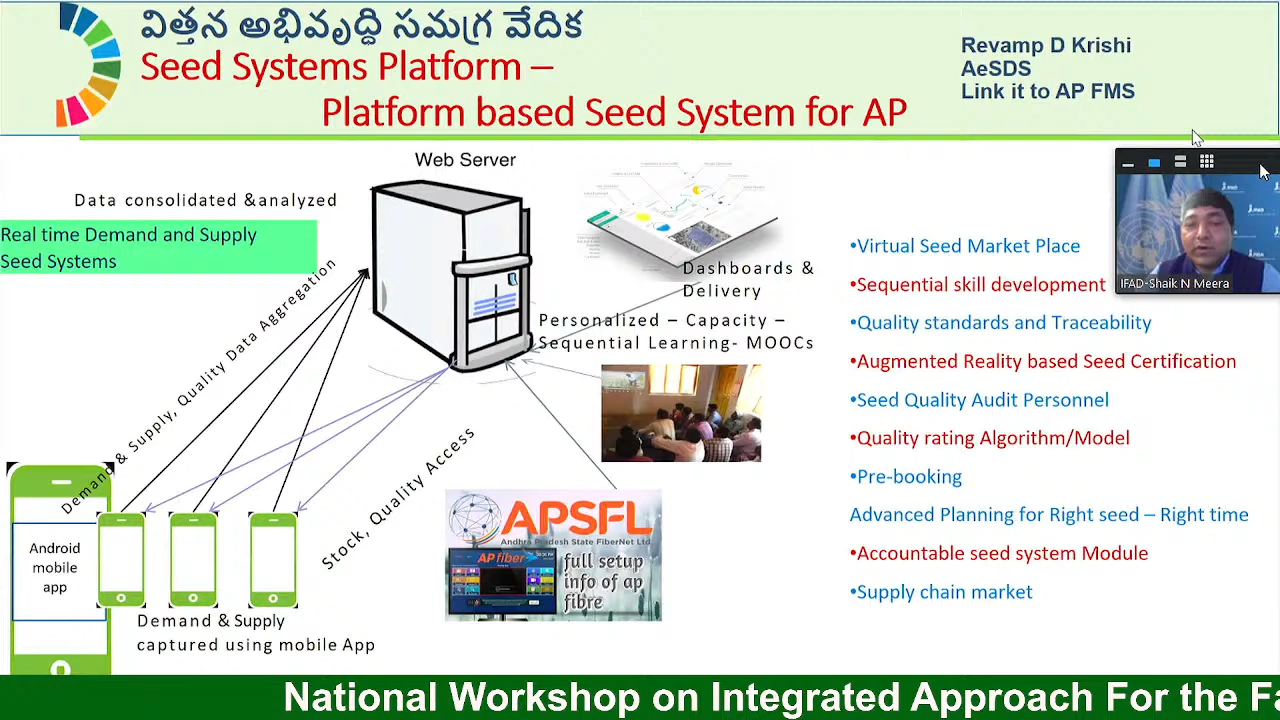 విత్తన అభివృద్ధి సమగ్ర వేదిక
Seed Systems Platform –
Platform based Seed System for AP
Revamp D Krishi
AeSDS
Link it to AP FMS
Web Server
Data consolidated &analyzed
Real time Demand and Supply
Seed Systems
Demand & Supply, Quality Data Aggregation
Stock, Quality Access
Android
mobile
app
Demand & Supply
captured using mobile App
Dashboards &
Delivery
Personalized – Capacity –
Sequential Learning- MOOCs
APSFL
Andhra Pradesh State FiberNet Ltd
AP fiber
full setup
info of ap
fibre
•Virtual Seed Market Place
•Sequential skill development
•Quality standards and Traceability
•Augmented Reality based Seed Certification
•Seed Quality Audit Personnel
•Quality rating Algorithm/Model
•Pre-booking
Advanced Planning for Right seed – Right time
•Accountable seed system Module
•Supply chain market
IFAD-Shaik N Meera
National Workshop on Integrated Approach For the Fa